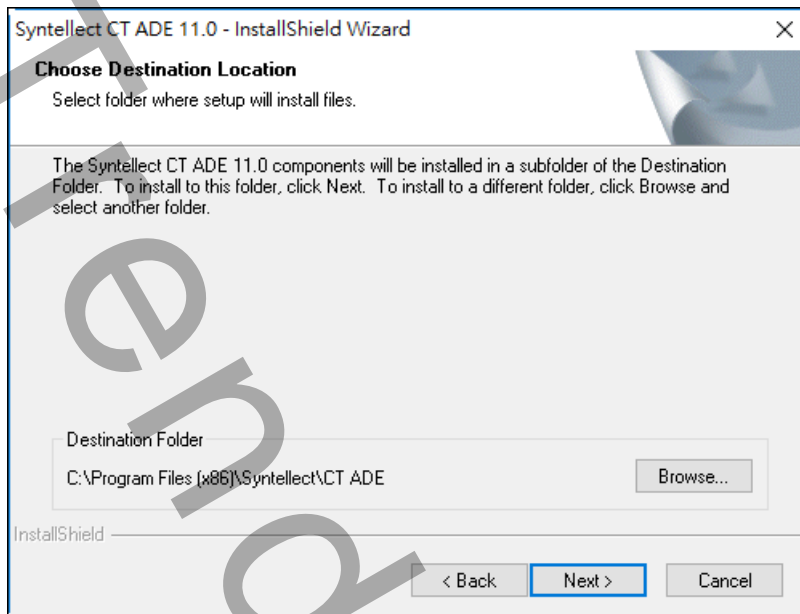 Syntellect CT ADE 11.0 - InstallShield Wizard
Choose Destination Location
Select folder where setup will install files.
The Syntellect CT ADE 11.0 components will be installed in a subfolder of the Destination
Folder. To install to this folder, click Next. To install to a different folder, click Browse and
select another folder.
Destination Folder
C:\Program Files (x86)\Syntellect\CT ADE
Browse...
InstallShield
< Back
Next >
Cancel
Trend